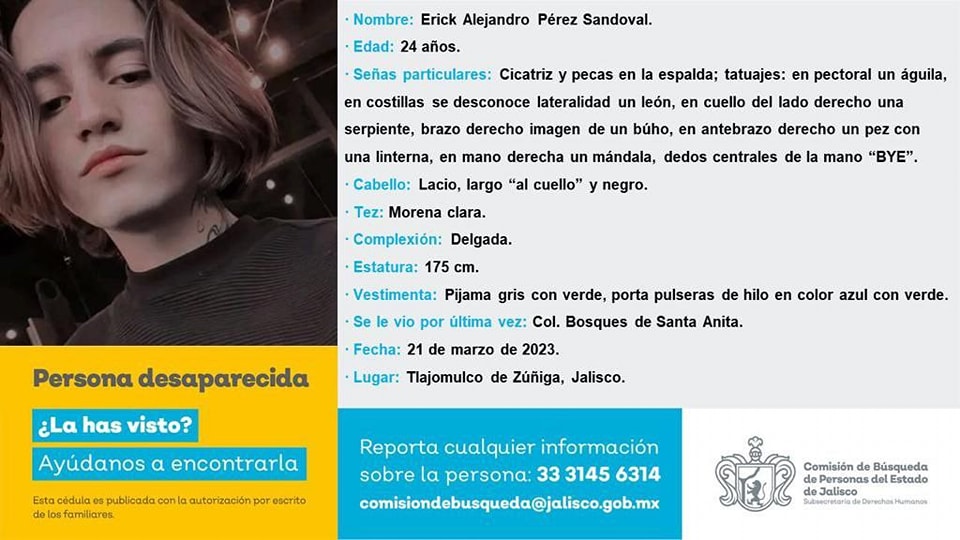 · Nombre: Erick Alejandro Pérez Sandoval.
· Edad: 24 años.
· Señas particulares: Cicatriz y pecas en la espalda; tatuajes: en pectoral un águila,
en costillas se desconoce lateralidad un león, en cuello del lado derecho una
serpiente, brazo derecho imagen de un búho, en antebrazo derecho un pez con
una linterna, en mano derecha un mándala, dedos centrales de la mano “BYE”.
· Cabello: Lacio, largo “al cuello” y negro.
· Tez: Morena clara.
· Complexión: Delgada.
· Estatura: 175 cm.
· Vestimenta: Pijama gris con verde, porta pulseras de hilo en color azul con verde.
· Se le vio por última vez: Col. Bosques de Santa Anita.
· Fecha: 21 de marzo de 2023.
· Lugar: Tlajomulco de Zúñiga, Jalisco.
Persona desaparecida
¿La has visto?
Ayúdanos a encontrarla
Esta cédula es publicada con la autorización por escrito
de los familiares.
Reporta cualquier información
sobre la persona: 33 3145 6314
comisiondebusqueda@jalisco.gob.mx
Comisión de Búsqueda
de Personas del Estado
de Jalisco
Subsecretaría de Derechos Humanos